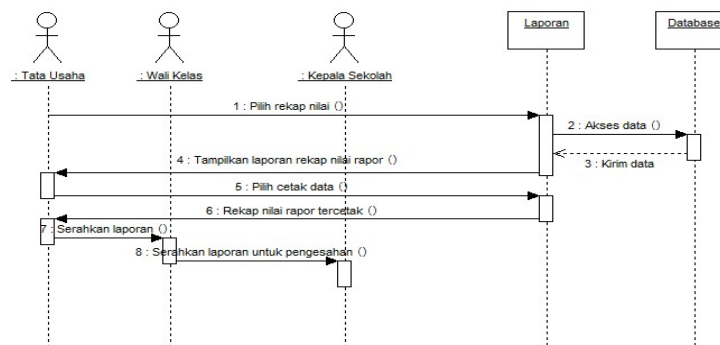 Laporan
Database
: Tata Usaha
: Wali Kelas
: Kepala Sekolah
1 : Pilih rekap nilai ()
2 : Akses data ()
3 : Kirim data
4 : Tampilkan laporan rekap nilai rapor ()
5 : Pilih cetak data ()
6 : Rekap nilai rapor tercetak ()
7 : Serahkan laporan ()
8 : Serahkan laporan untuk pengesahan ()